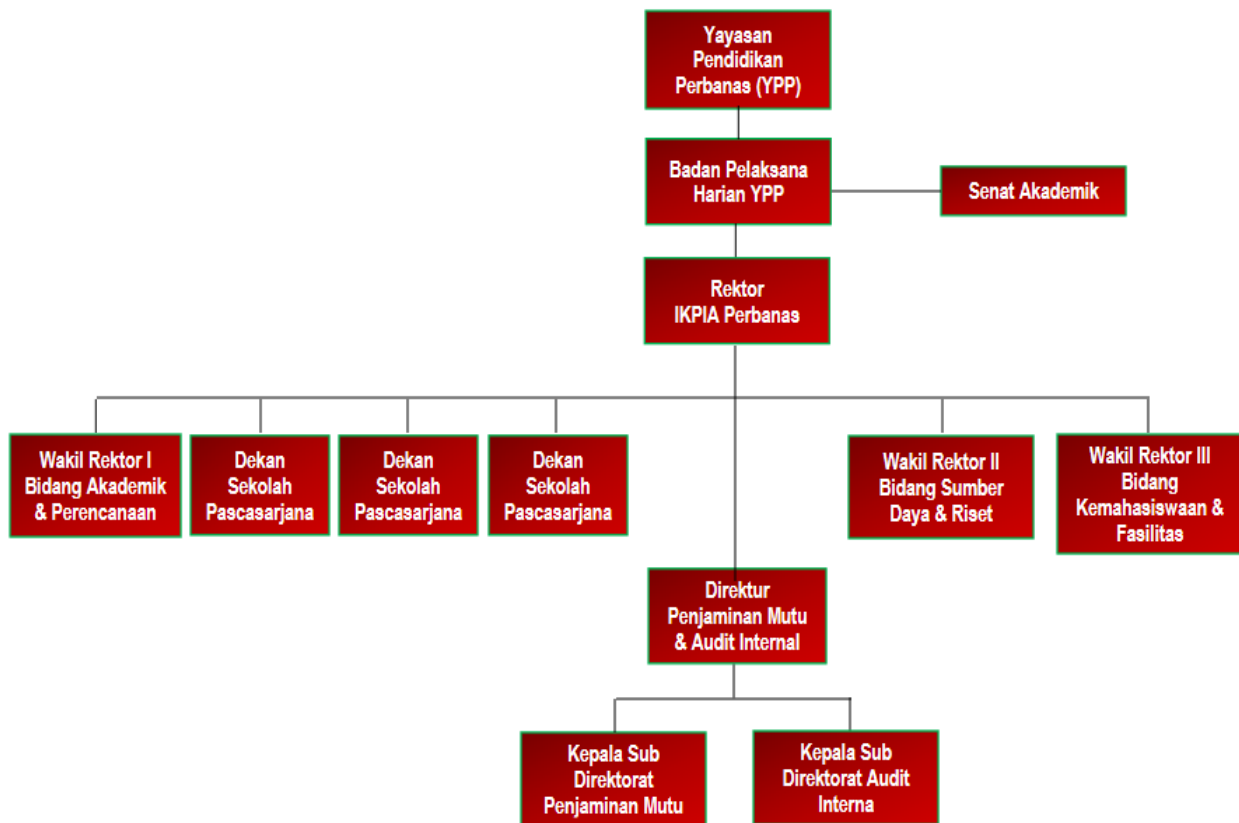 Yayasan
Pendidikan
Perbanas (YPP)
Badan Pelaksana
Harian YPP
Senat Akademik
Rektor
IKPIA Perbanas
Wakil Rektor I
Bidang Akademik
& Perencanaan
Dekan
Sekolah
Pascasarjana
Dekan
Sekolah
Pascasarjana
Dekan
Sekolah
Pascasarjana
Wakil Rektor II
Bidang Sumber
Daya & Riset
Wakil Rektor III
Bidang
Kemahasiswaan &
Fasilitas
Direktur
Penjaminan Mutu
& Audit Internal
Kepala Sub
Direktorat
Penjaminan Mutu
Kepala Sub
Direktorat Audit
Interna